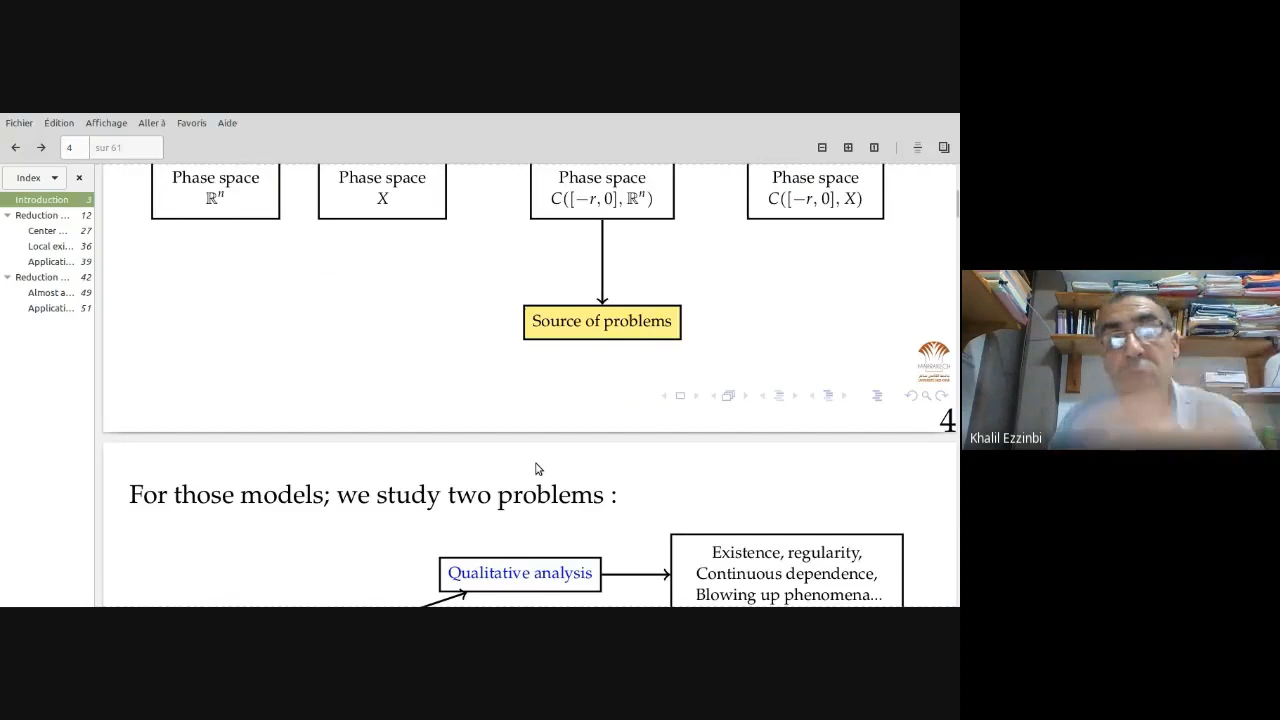 Fichier Édition Affichage Aller à Favoris Aide
4 sur 61
Index
Introduction 3
Reduction ... 12
Center ... 27
Local exi... 36
Applicati... 39
Reduction ... 42
Almost a... 49
Applicati... 51
Phase space
ℝⁿ
Phase space
X
Phase space
C([−r, 0], ℝⁿ)
Phase space
C([−r, 0], X)
Source of problems
4
For those models; we study two problems :
Qualitative analysis
Existence, regularity,
Continuous dependence,
Blowing up phenomena...
Khalil Ezzinbi